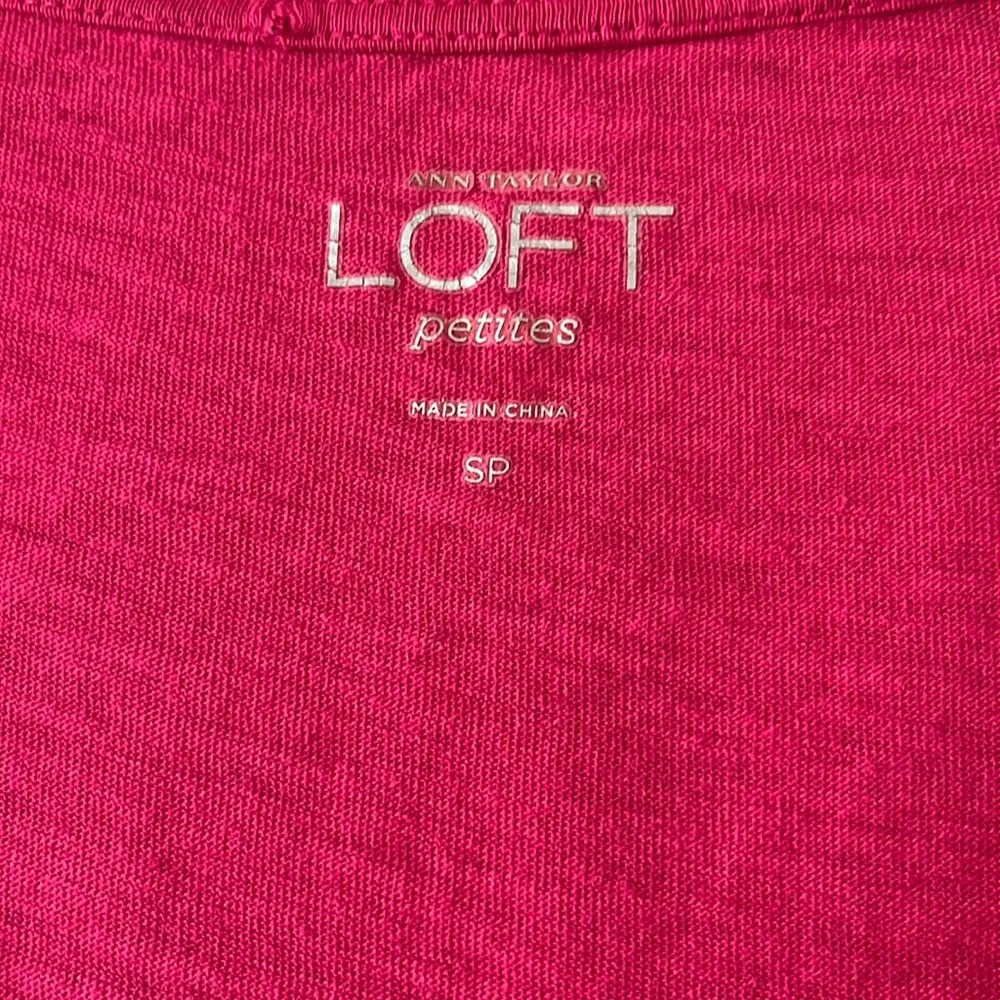 ANN TAYLOR
LOFT
petites
MADE IN CHINA.
SP